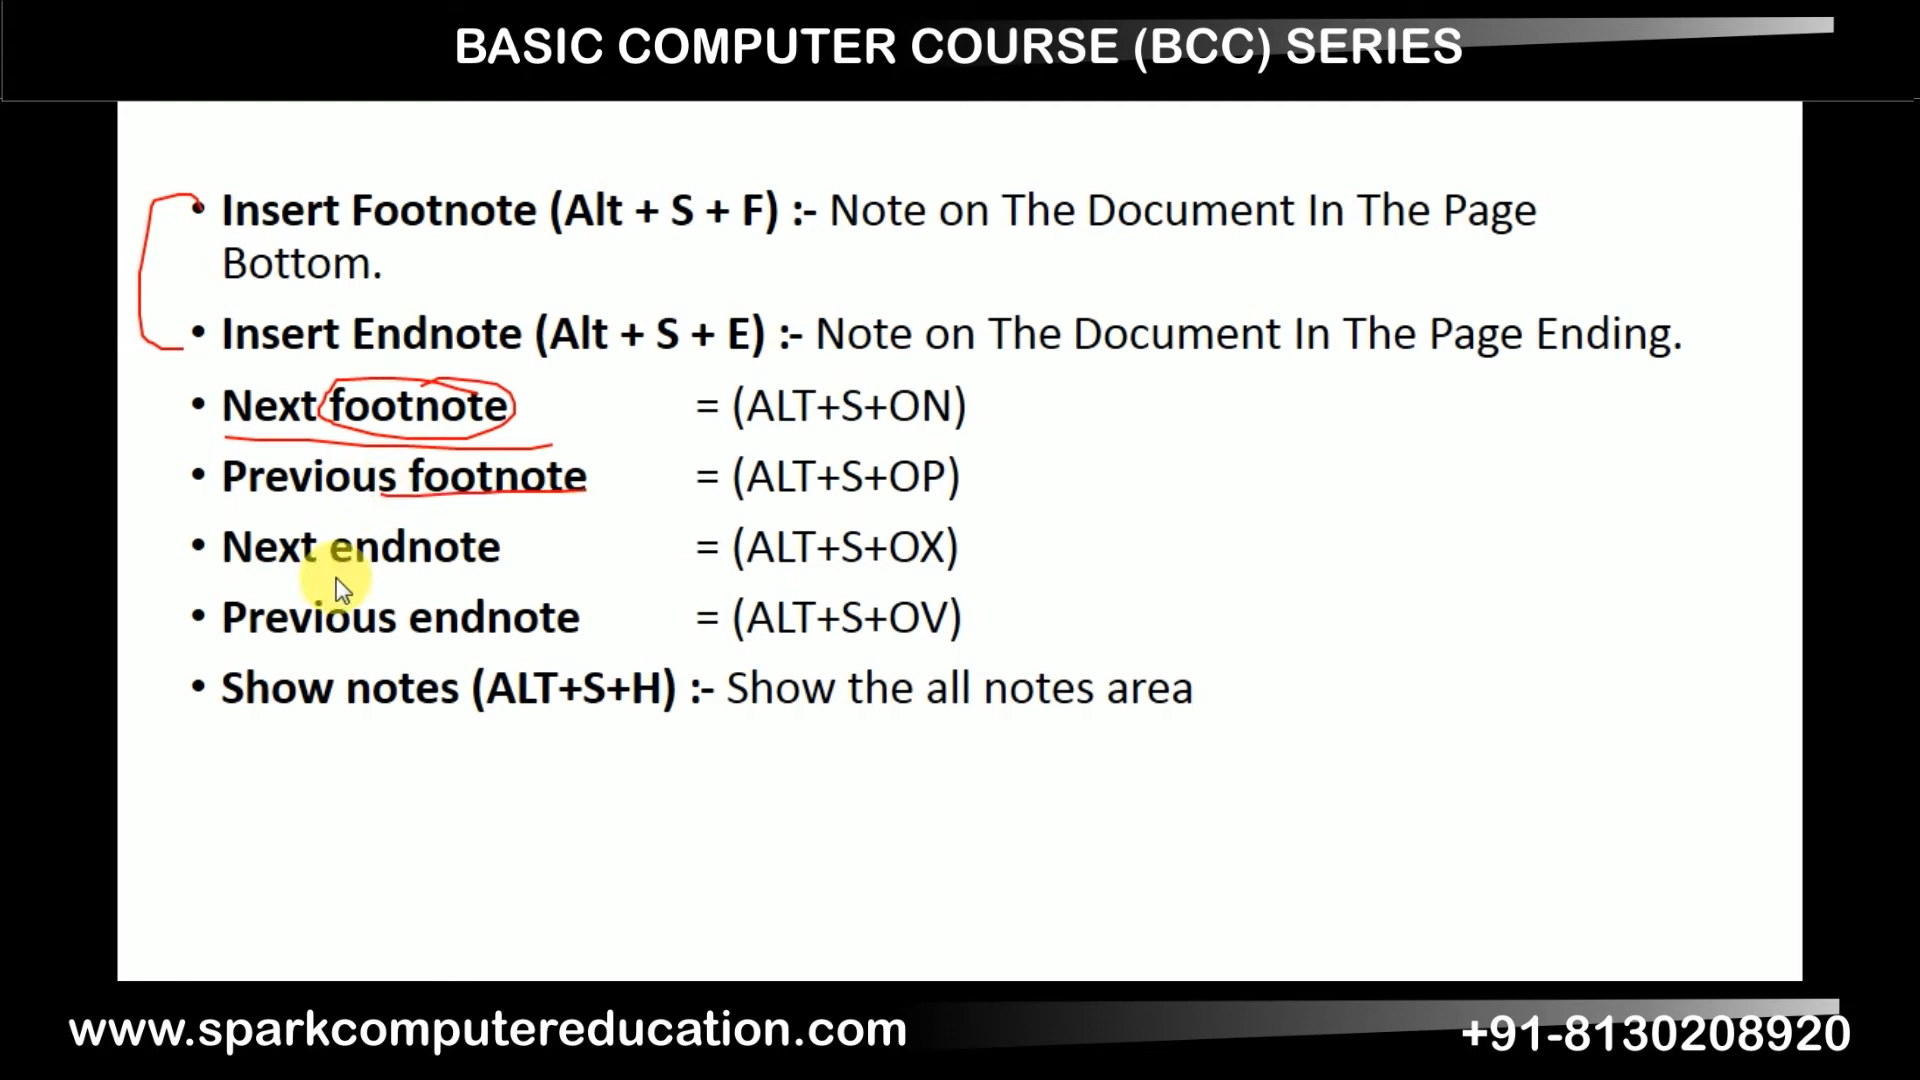 BASIC COMPUTER COURSE (BCC) SERIES
• Insert Footnote (Alt + S + F) :- Note on The Document In The Page
Bottom.
• Insert Endnote (Alt + S + E) :- Note on The Document In The Page Ending.
• Next footnote = (ALT+S+ON)
• Previous footnote = (ALT+S+OP)
• Next endnote = (ALT+S+OX)
• Previous endnote = (ALT+S+OV)
• Show notes (ALT+S+H) :- Show the all notes area
www.sparkcomputereducation.com
+91-8130208920